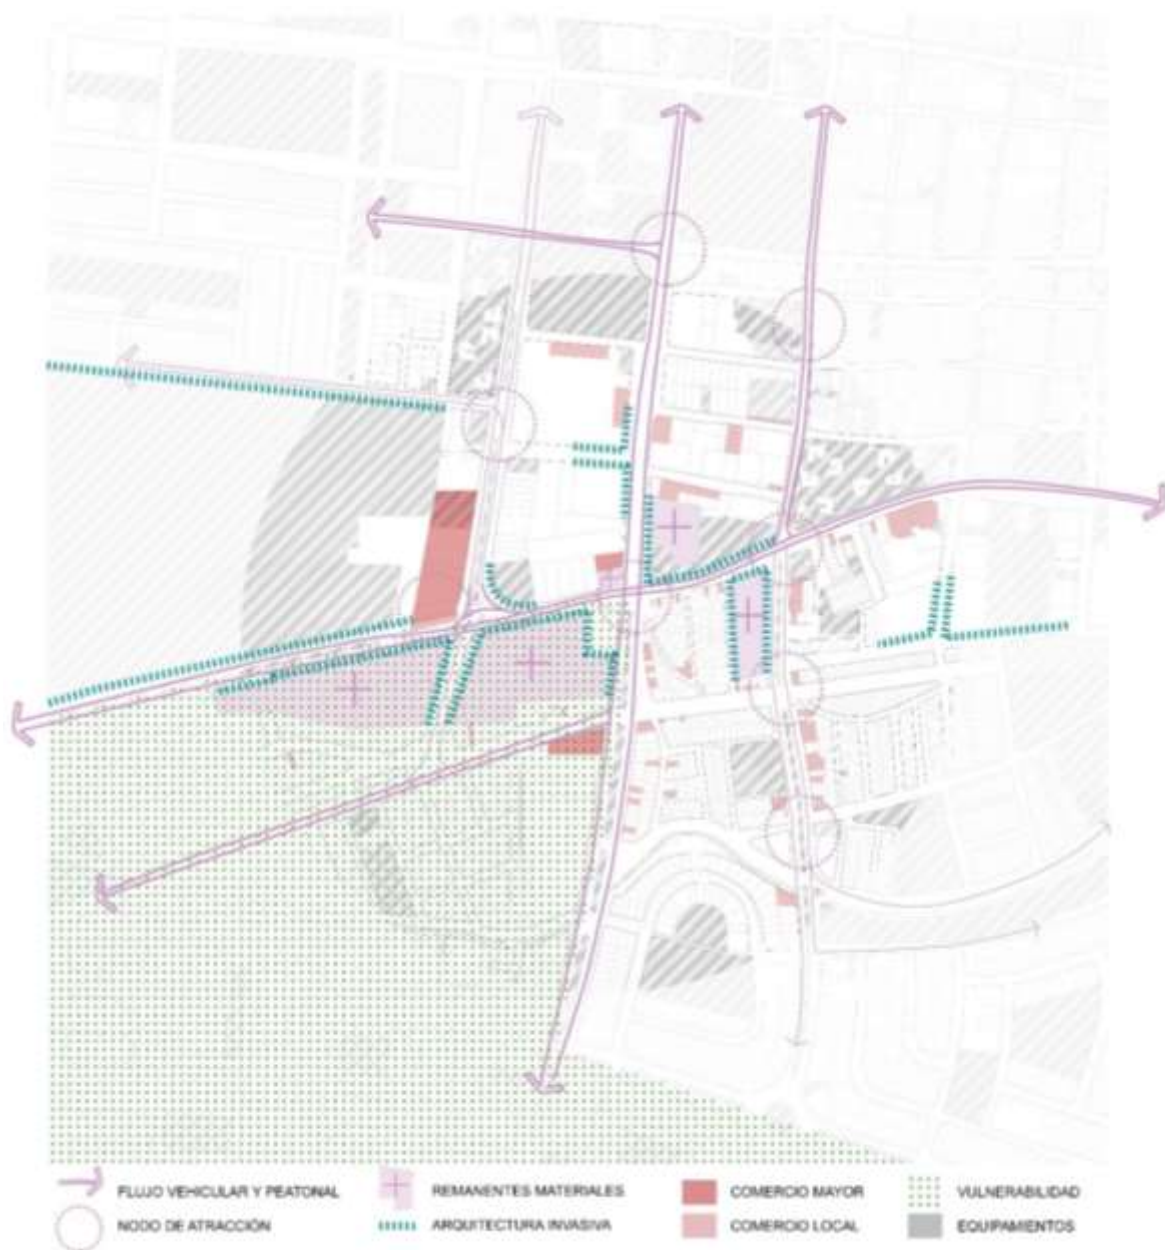 FLUJO VEHICULAR Y PEATONAL
REMANENTES MATERIALES
COMERCIO MAYOR
VULNERABILIDAD
NODO DE ATRACCIÓN
ARQUITECTURA INVASIVA
COMERCIO LOCAL
EQUIPAMIENTOS